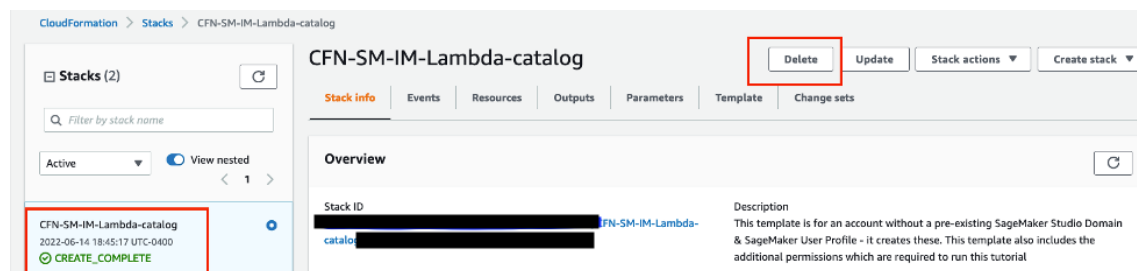 CloudFormation > Stacks > CFN-SM-IM-Lambda-catalog
Stacks (2)
Filter by stock name
Active
View nested
< 1 >
CFN-SM-IM-Lambda-catalog
2022-06-14 18:45:17 UTC-0400
CREATE_COMPLETE
CFN-SM-IM-Lambda-catalog
Delete Update Stack actions Create stack
Stack info Events Resources Outputs Parameters Template Change sets
Overview
Stack ID
CFN-SM-IM-Lambda-
catalog
Description
This template is for an account without a pre-existing SageMaker Studio Domain
& SageMaker User Profile - it creates these. This template also includes the
additional permissions which are required to run this tutorial